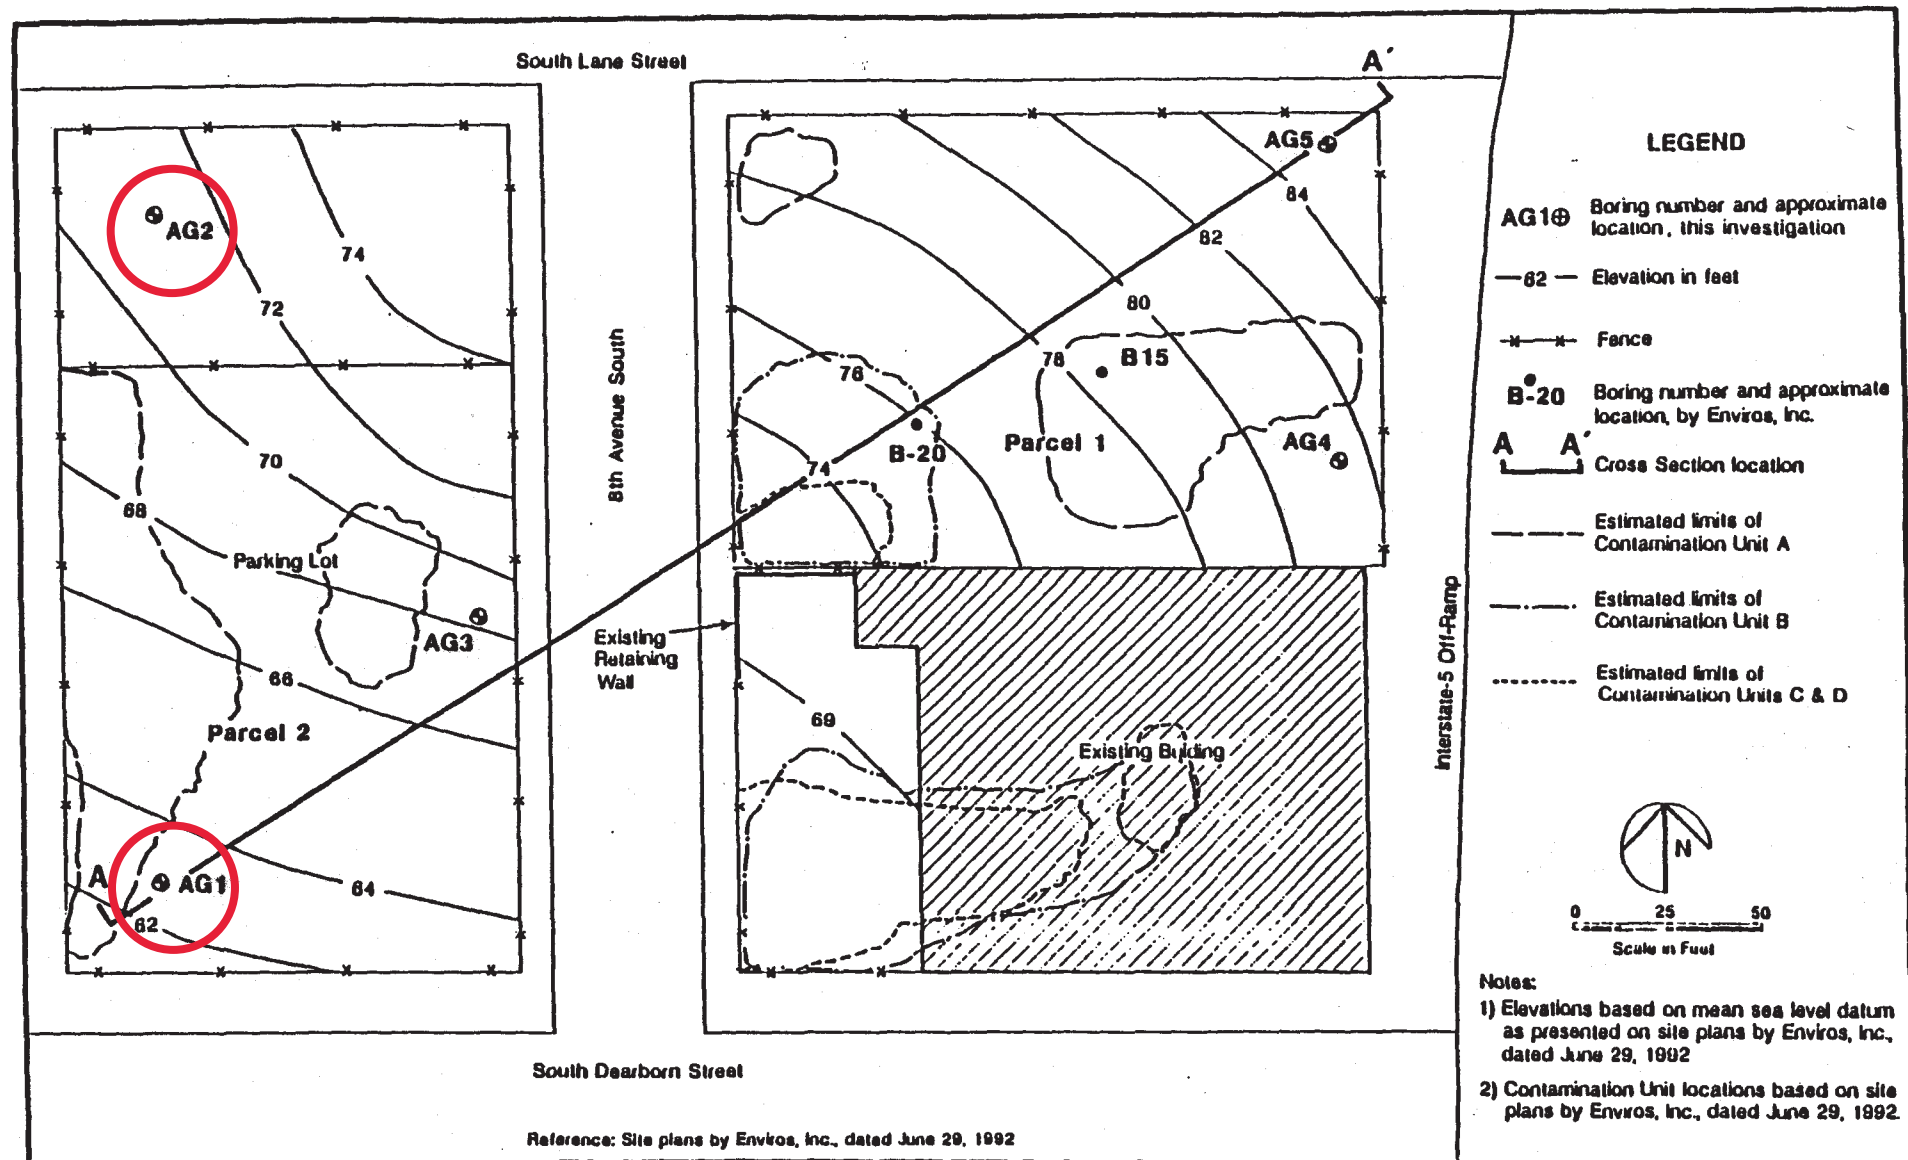 South Lane Street
A´
AG5
AG2
84
74
82
72
80
78
B15
76
8th Avenue South
Parcel 1
AG4
B-20
74
70
68
Parking Lot
AG3
Existing
Retaining
Wall
66
Parcel 2
69
Existing Building
Interstate-5 Off-Ramp
A
AG1
64
62
South Dearborn Street
Reference: Site plans by Enviros, Inc., dated June 29, 1992
LEGEND
AG1
Boring number and approximate
location, this investigation
62
Elevation in feet
Fence
B-20
Boring number and approximate
location, by Enviros, Inc.
A A´
Cross Section location
Estimated limits of
Contamination Unit A
Estimated limits of
Contamination Unit B
Estimated limits of
Contamination Units C & D
N
0 25 50
Scale in Feet
Notes:
1) Elevations based on mean sea level datum
as presented on site plans by Enviros, Inc.,
dated June 29, 1992
2) Contamination Unit locations based on site
plans by Enviros, Inc., dated June 29, 1992.